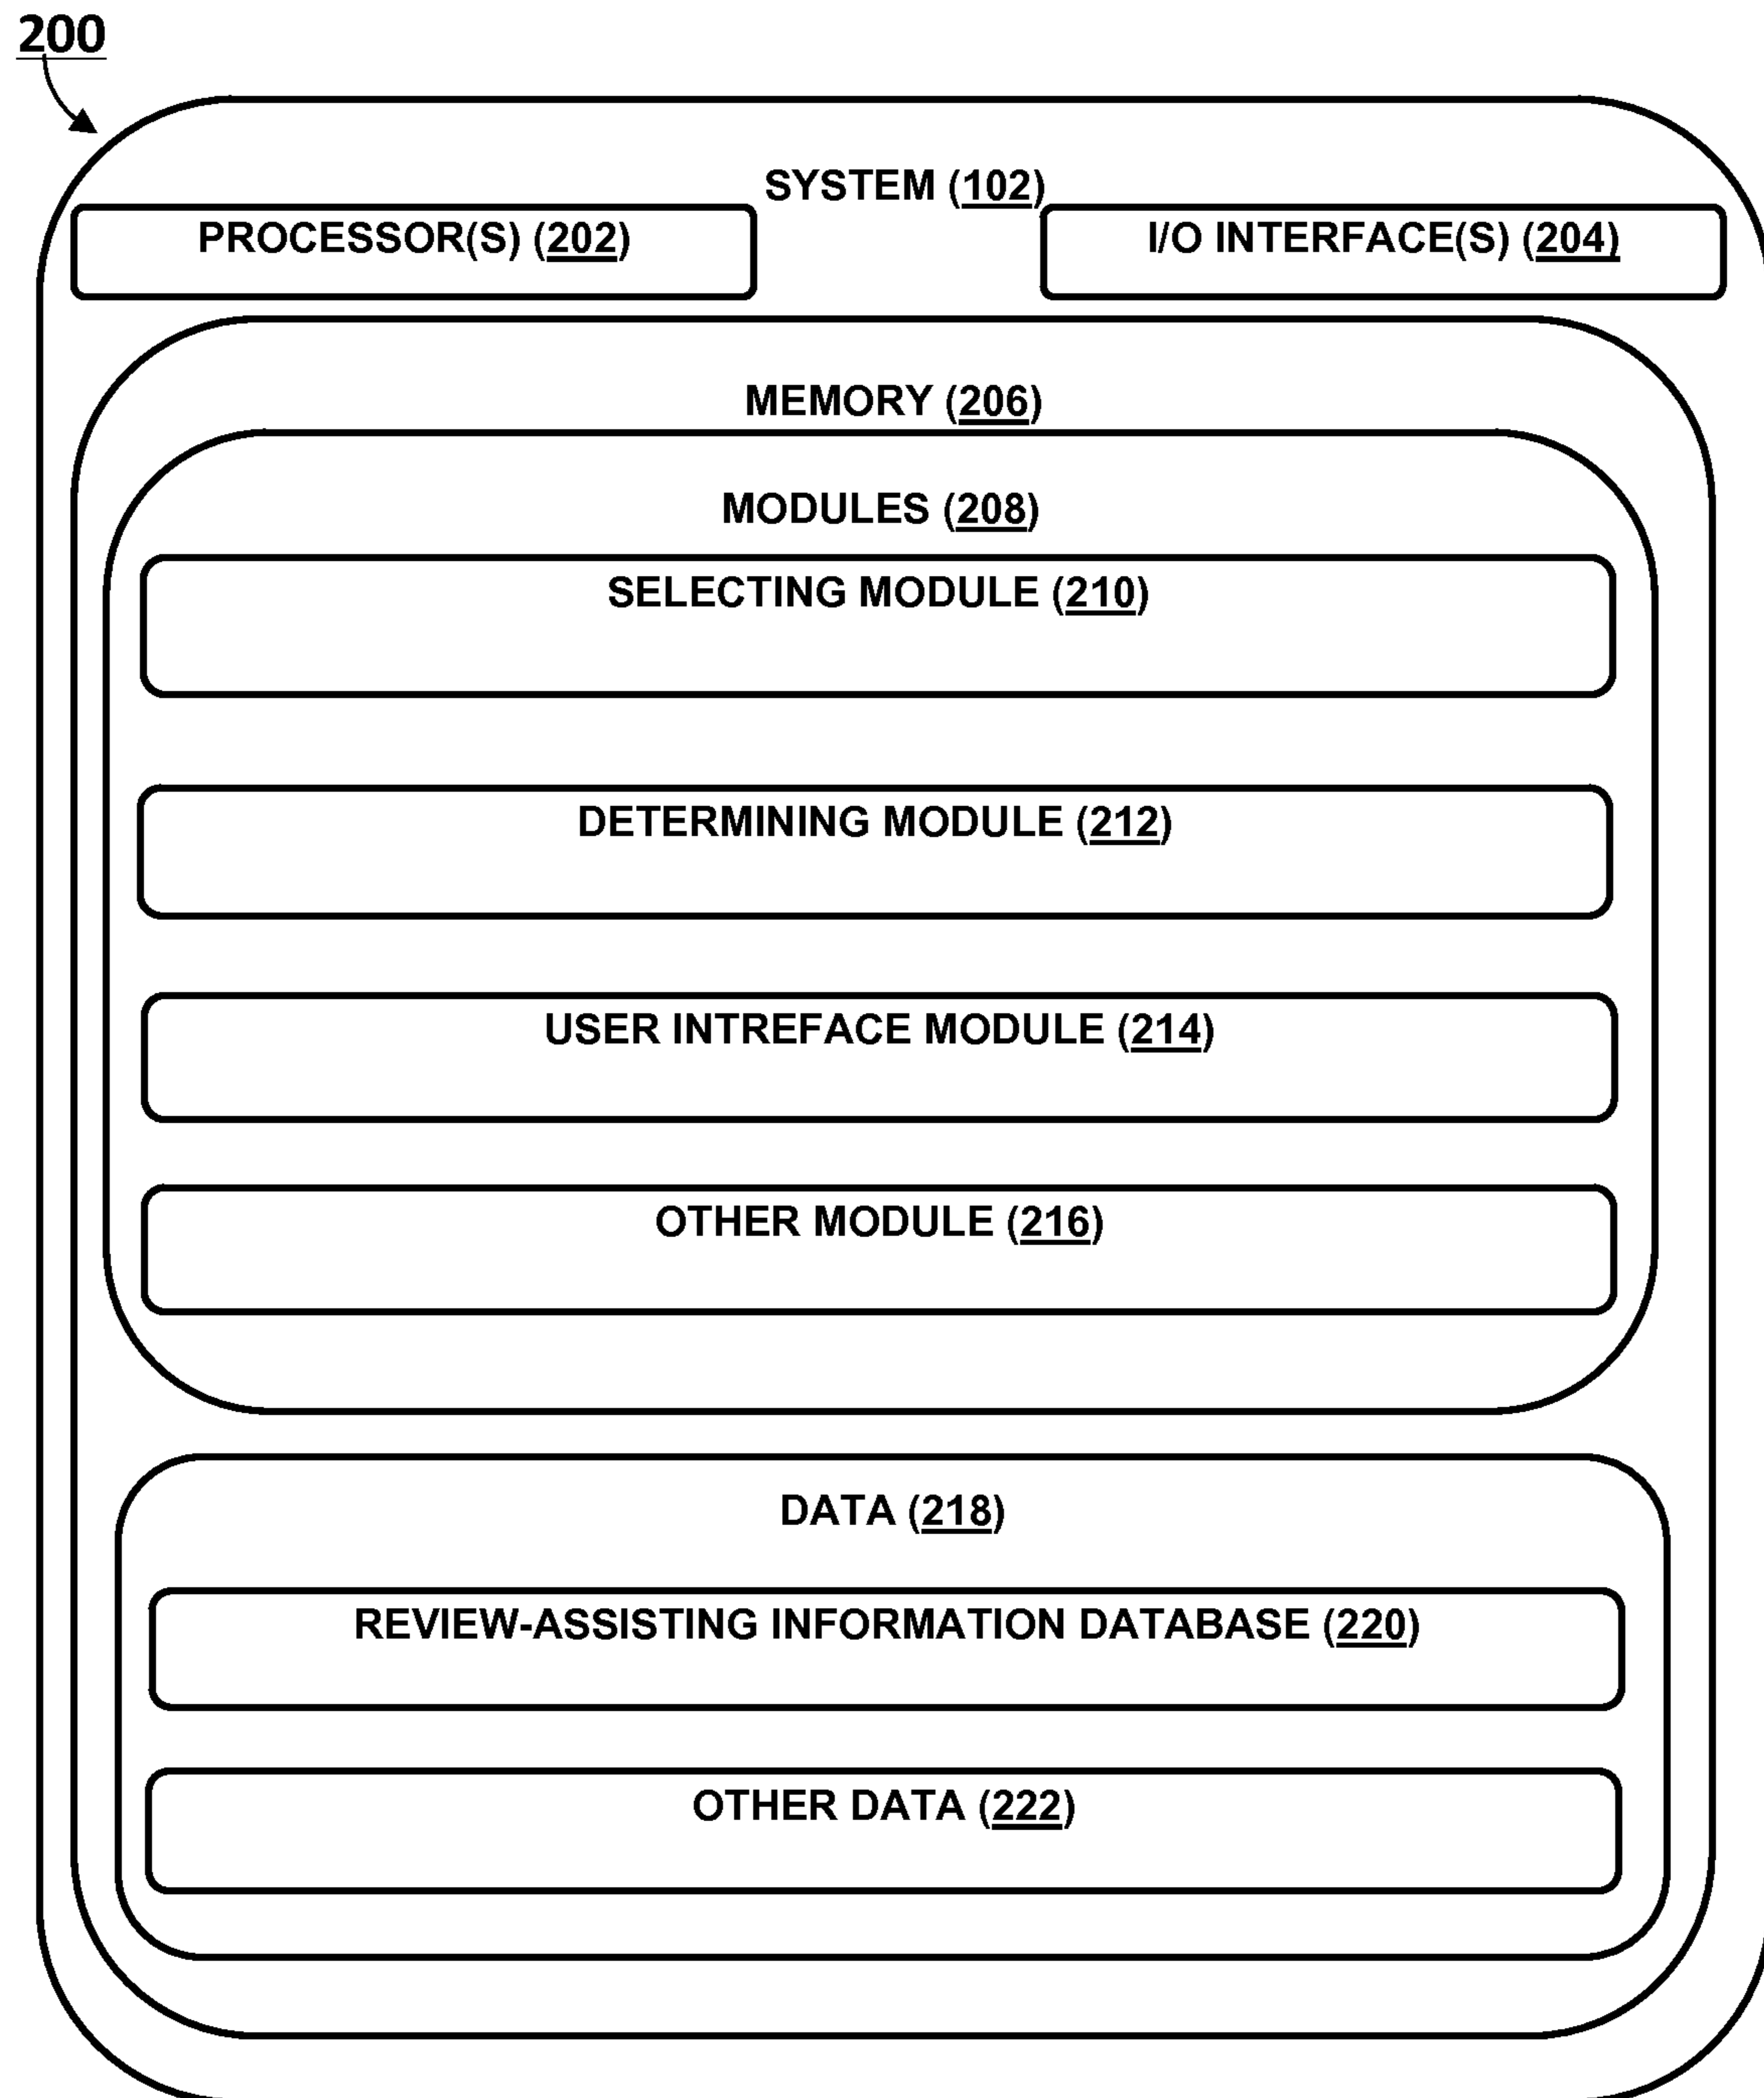 200
SYSTEM (102)
PROCESSOR(S) (202)
I/O INTERFACE(S) (204)
MEMORY (206)
MODULES (208)
SELECTING MODULE (210)
DETERMINING MODULE (212)
USER INTREFACE MODULE (214)
OTHER MODULE (216)
DATA (218)
REVIEW-ASSISTING INFORMATION DATABASE (220)
OTHER DATA (222)